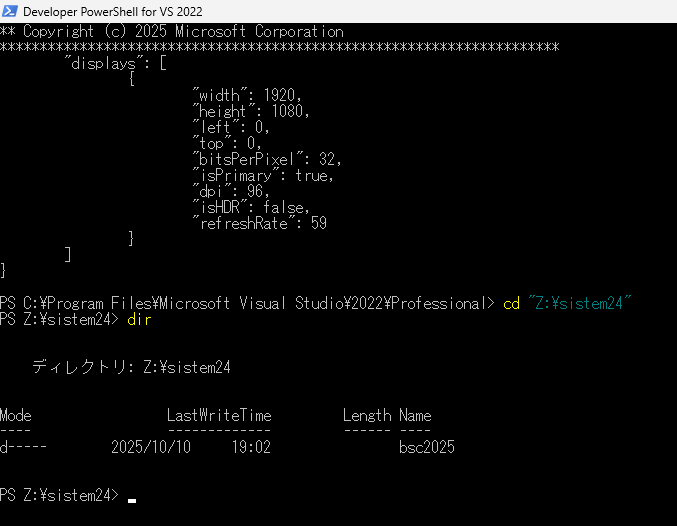 Developer PowerShell for VS 2022
** Copyright (c) 2025 Microsoft Corporation
**********************************************************************
"displays": [
{
"width": 1920,
"height": 1080,
"left": 0,
"top": 0,
"bitsPerPixel": 32,
"isPrimary": true,
"dpi": 96,
"isHDR": false,
"refreshRate": 59
}
]
}
PS C:¥Program Files¥Microsoft Visual Studio¥2022¥Professional> cd "Z:¥sistem24"
PS Z:¥sistem24> dir
ディレクトリ: Z:¥sistem24
Mode LastWriteTime Length Name
---- ------------- ------ ----
d----- 2025/10/10 19:02 bsc2025
PS Z:¥sistem24> _